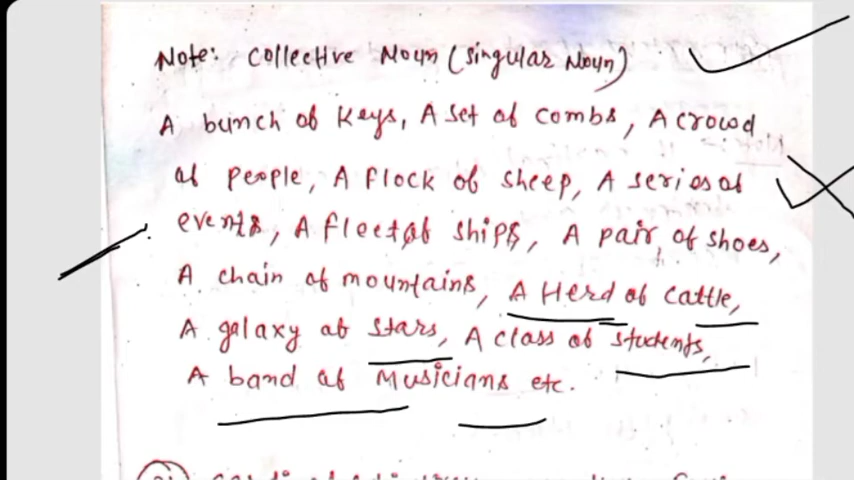 Note: Collective Noun (Singular Noun)
A bunch of Keys, A set of combs, A crowd
of people, A flock of sheep, A series of
events, A fleet of ships, A pair of shoes,
A chain of mountains, A Herd of cattle,
A galaxy of stars, A class of students,
A band of Musicians etc.